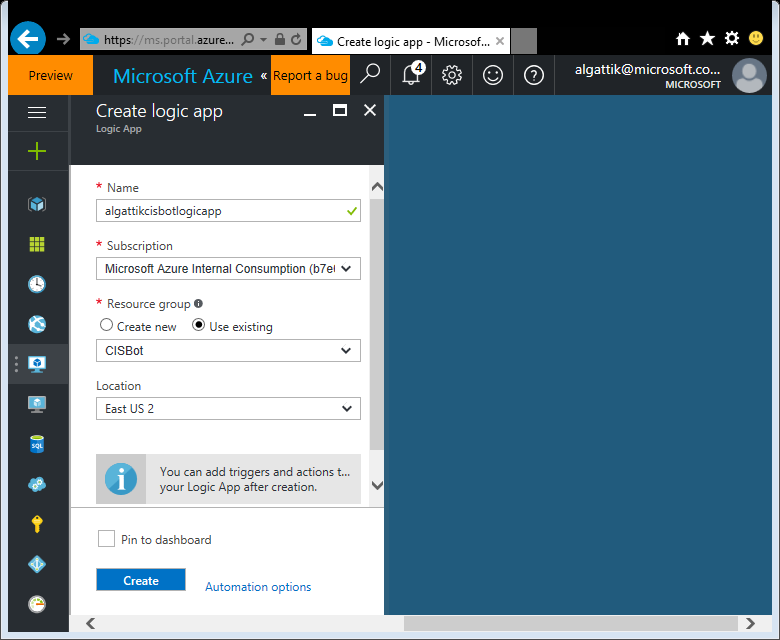 https://ms.portal.azure...
Create logic app - Microsof...
Preview
Microsoft Azure «
Report a bug
4
algattik@microsoft.co...
MICROSOFT
Create logic app
Logic App
* Name
algattikcisbotlogicapp
* Subscription
Microsoft Azure Internal Consumption (b7e
* Resource group
Create new
Use existing
CISBot
Location
East US 2
You can add triggers and actions t...
your Logic App after creation.
Pin to dashboard
Create
Automation options
SQL